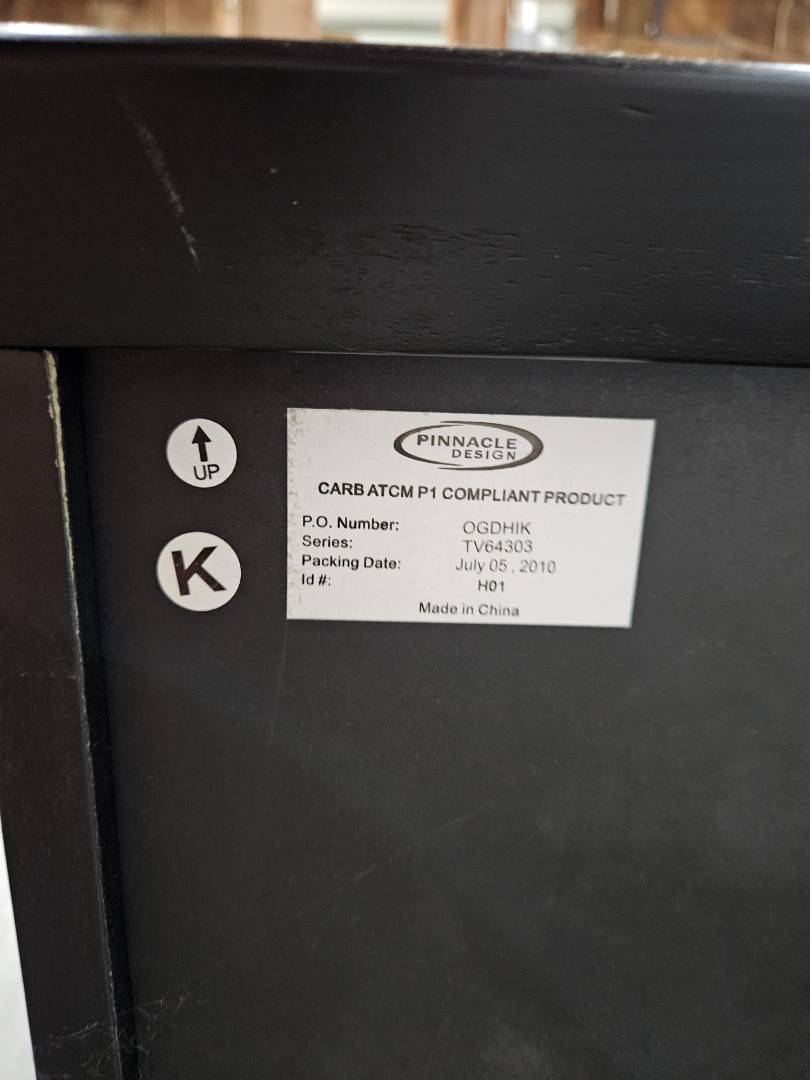 UP
K
PINNACLE
DESIGN
CARB ATCM P1 COMPLIANT PRODUCT
P.O. Number: OGDHIK
Series: TV64303
Packing Date: July 05 , 2010
Id #: H01
Made in China